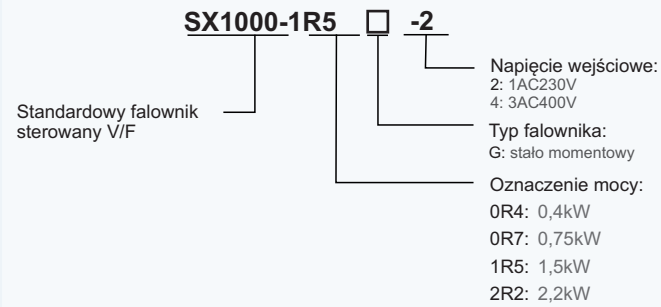 SX1000-1R5 □ -2
Standardowy falownik
sterowany V/F
Napięcie wejściowe:
2: 1AC230V
4: 3AC400V
Typ falownika:
G: stało momentowy
Oznaczenie mocy:
0R4: 0,4kW
0R7: 0,75kW
1R5: 1,5kW
2R2: 2,2kW